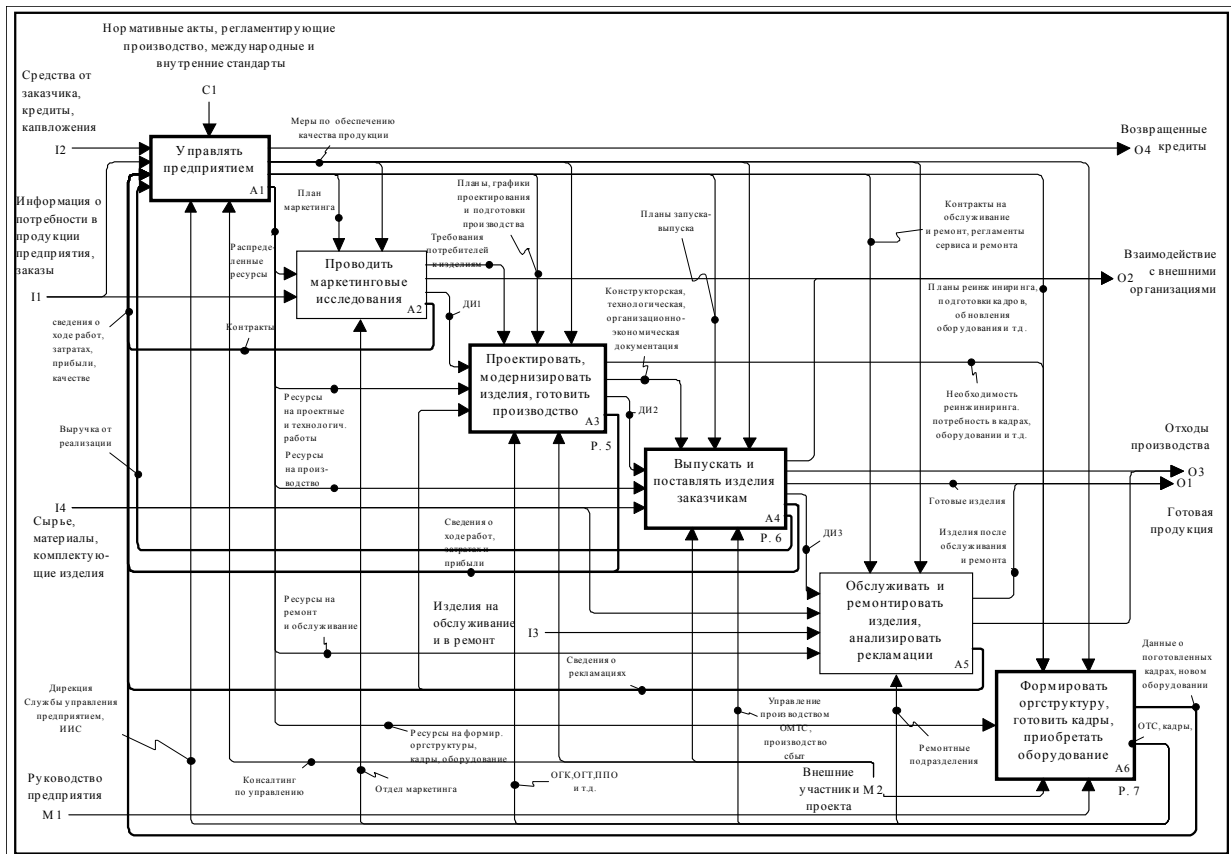 Нормативные акты, регламентирующие
производство, международные и
внутренние стандарты
C1
Средства от
заказчика,
кредиты,
капвложения
I2
Управлять
предприятием
A1
Меры по обеспечению
качества продукции
Возвращенные
кредиты
O4
Информация о
потребности в
продукции
предприятия,
заказы
I1
План
маркетинга
Распреде-
ленные
ресурсы
Проводить
маркетинговые
исследования
A2
Планы, графики
проектирования
и подготовки
производства
Требования
потребителей
к изделиям
Планы запуска-
выпуска
Контракты на
обслуживание
и ремонт, регламенты
сервиса и ремонта
Взаимодействие
с внешними
организациями
O2
сведения о
ходе работ,
затратах,
прибыли,
качестве
Контракты
ДИ1
Конструкторская,
технологическая,
организационно-
экономическая
документация
Планы реинжиниринга,
подготовки кадров,
обновления
оборудования и т.д.
Проектировать,
модернизировать
изделия, готовить
производство
A3
Р. 5
Ресурсы
на проектные
и технологич.
работы
Ресурсы
на произ-
водство
ДИ2
Необходимость
реинжиниринга.
потребность в кадрах,
оборудовании и т.д.
Выручка от
реализации
Выпускать и
поставлять изделия
заказчикам
A4
Р. 6
Отходы
производства
O3
O1
Готовые изделия
Готовая
продукция
I4
Сырье,
материалы,
комплектую-
щие изделия
Сведения о
ходе работ,
затратах и
прибыли
ДИ3
Изделия после
обслуживания
и ремонта
Обслуживать и
ремонтировать
изделия,
анализировать
рекламации
A5
Ресурсы на
ремонт
и обслуживание
Изделия на
обслуживание
и в ремонт
I3
Сведения о
рекламациях
Данные о
поготовленных
кадрах, новом
оборудовании
Формировать
оргструктуру,
готовить кадры,
приобретать
оборудование
A6
Р. 7
ОТС, кадры,
Дирекция
Службы управления
предприятием,
ИИС
Ресурсы на формир.
оргструктуры,
кадры, оборудование
Управление
производством
ОМТС,
производство
сбыт
Ремонтные
подразделения
Руководство
предприятия
M1
Консалтинг
по управлению
Отдел маркетинга
ОГК,ОГТ,ППО
и т.д.
Внешние
участники M2
проекта